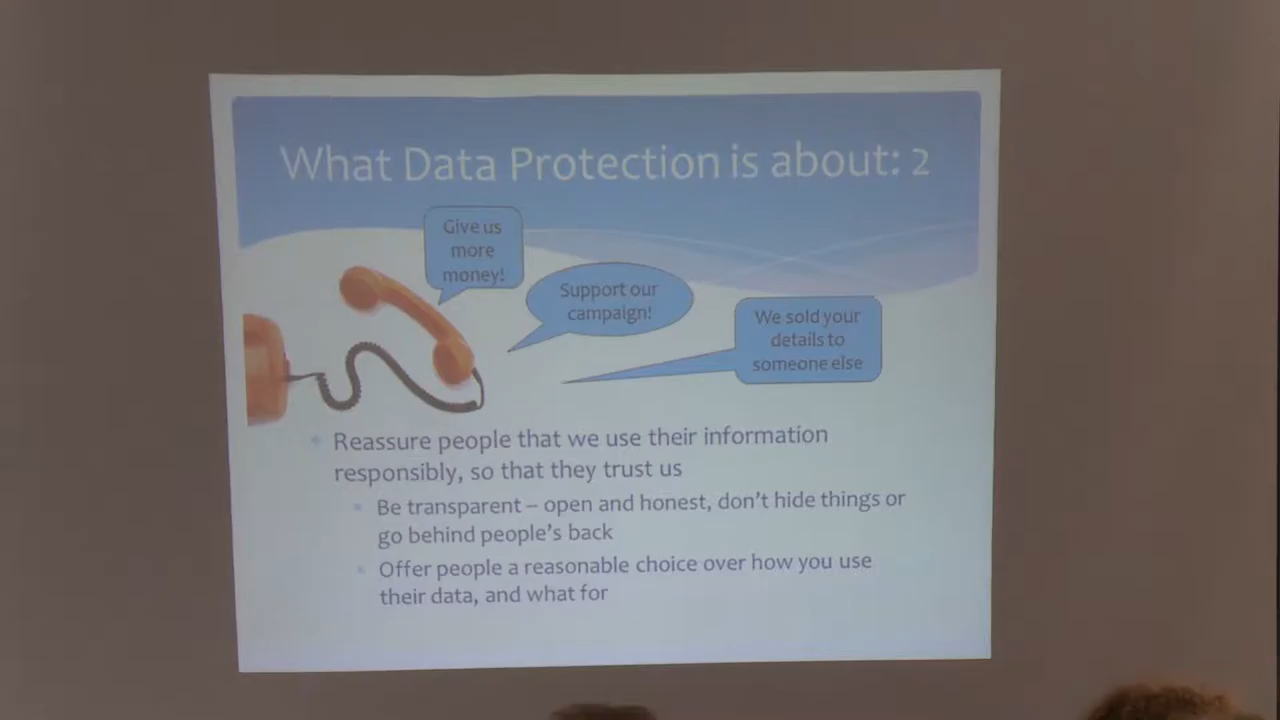 What Data Protection is about: 2
Give us
more
money!
Support our
campaign!
We sold your
details to
someone else
Reassure people that we use their information
responsibly, so that they trust us
Be transparent – open and honest, don't hide things or
go behind people's back
Offer people a reasonable choice over how you use
their data, and what for